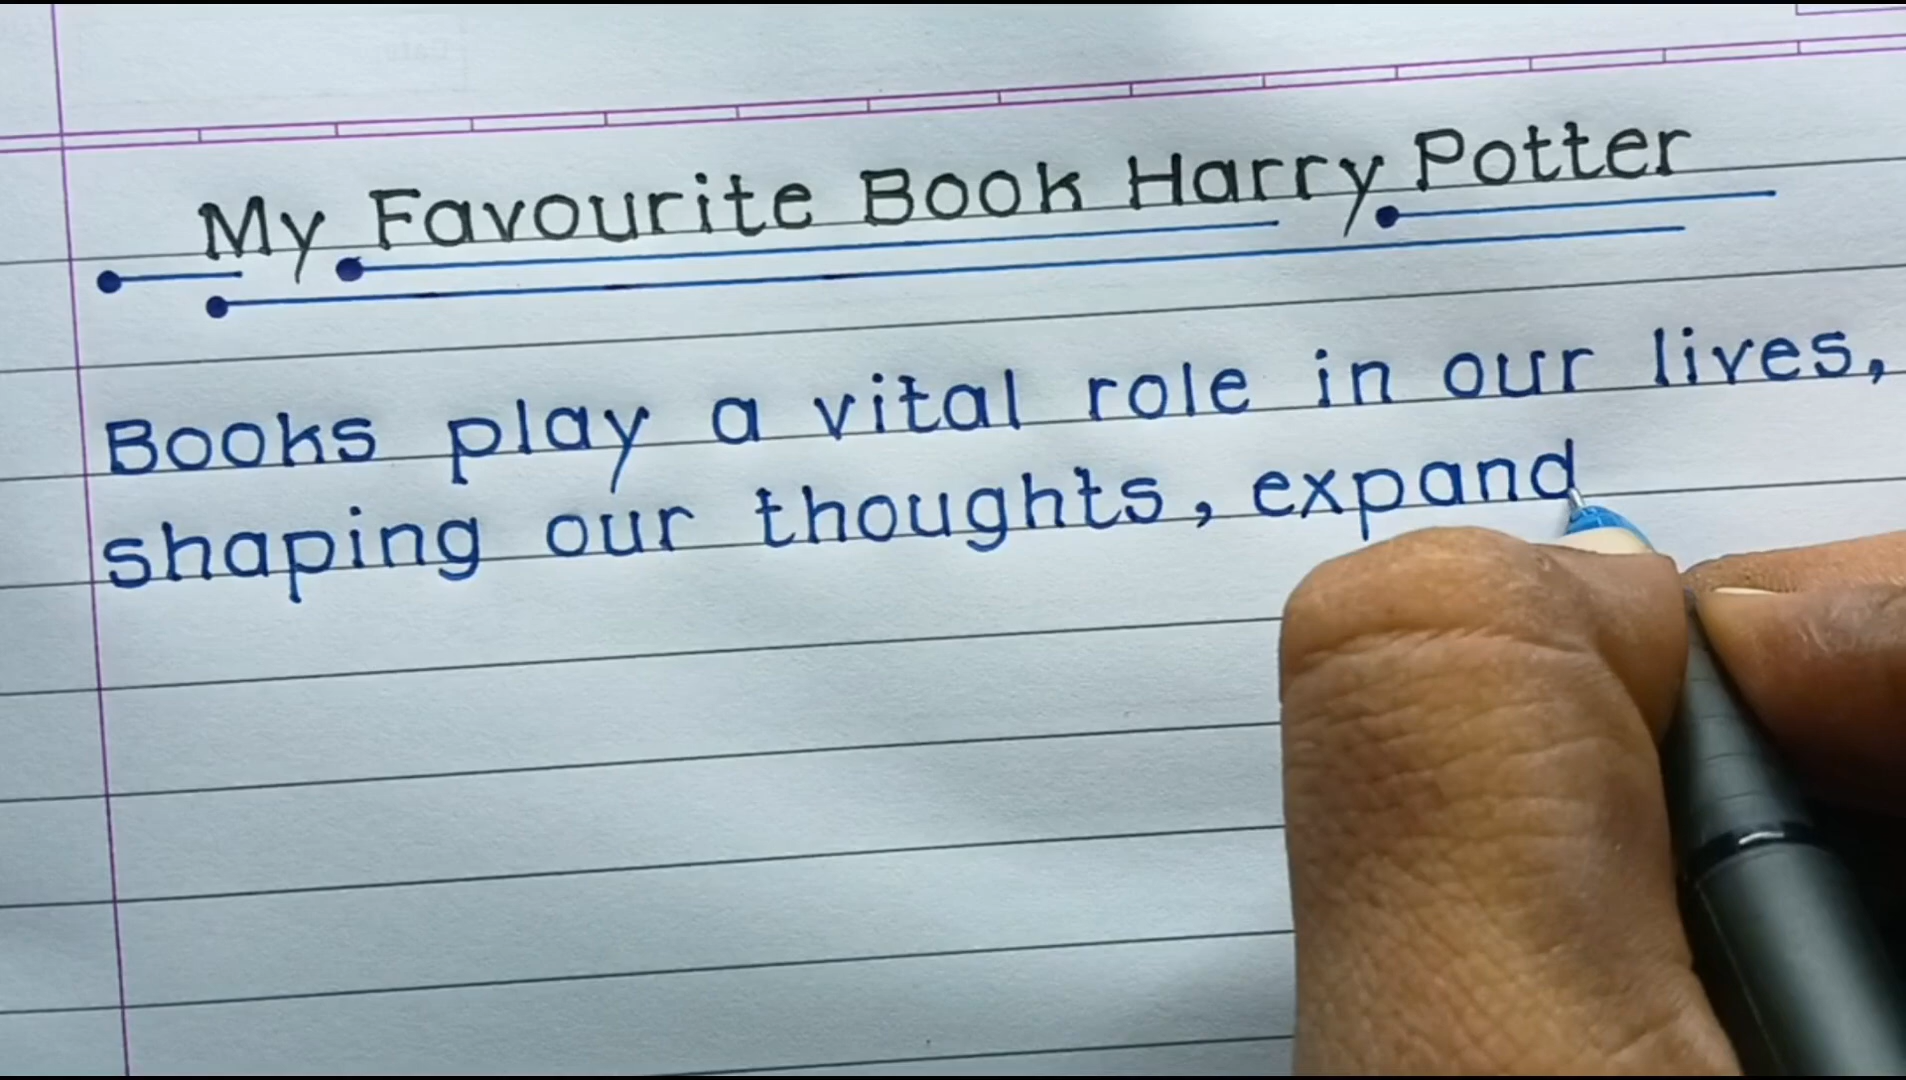 My Favourite Book Harry Potter
Books play a vital role in our lives,
shaping our thoughts, expand